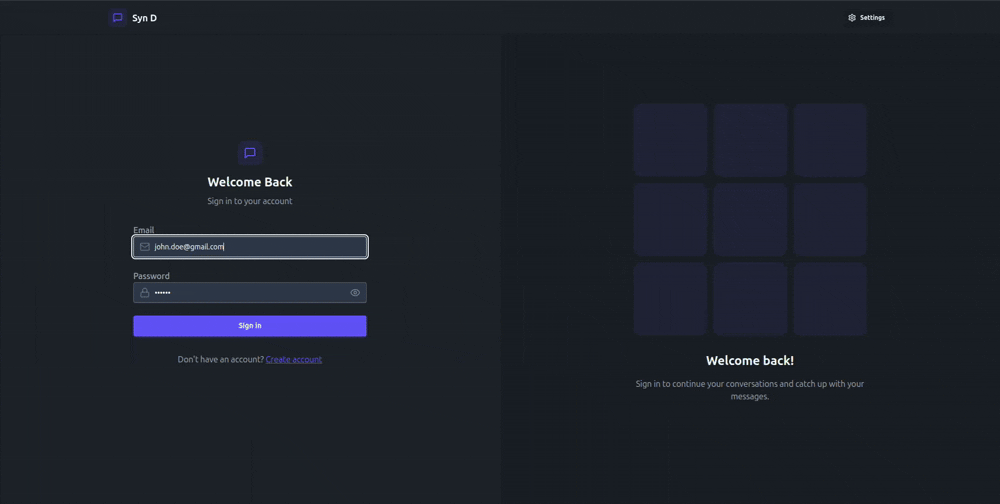 Syn D
Settings
Welcome Back
Sign in to your account
Email
john.doe@gmail.com
Password
••••••
Sign in
Don't have an account? Create account
Welcome back!
Sign in to continue your conversations and catch up with your
messages.